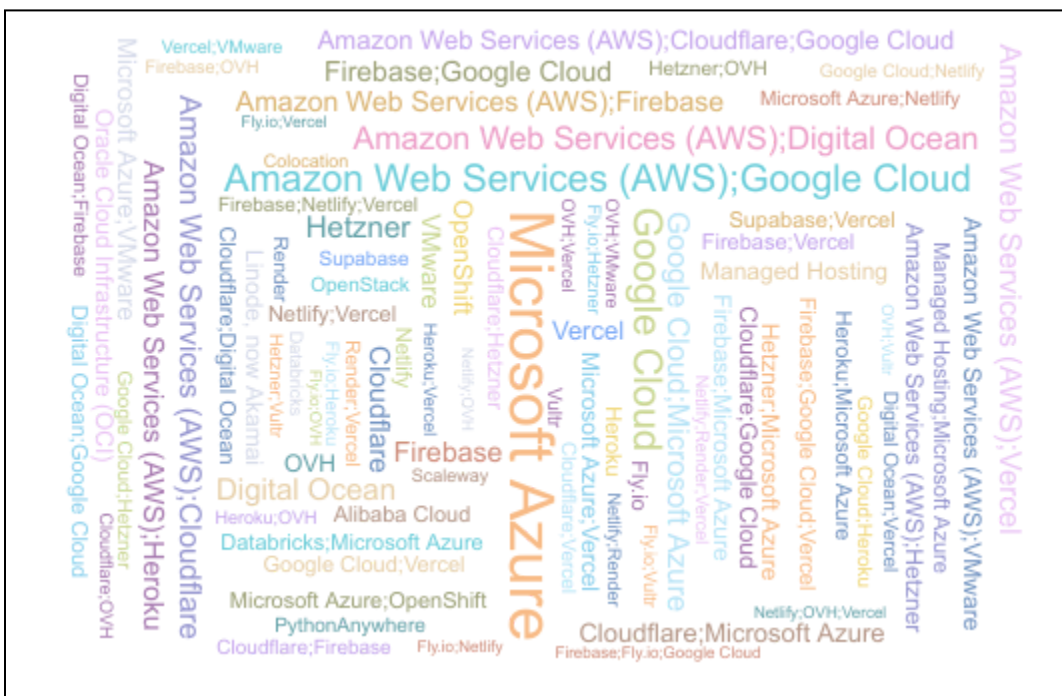 Amazon Web Services (AWS);Cloudflare;Google Cloud
Vercel;VMware
Firebase;OVH
Firebase;Google Cloud
Hetzner;OVH
Google Cloud;Netlify
Amazon Web Services (AWS);Firebase
Microsoft Azure;Netlify
Fly.io;Vercel
Amazon Web Services (AWS);Digital Ocean
Colocation
Amazon Web Services (AWS);Google Cloud
Digital Ocean;Firebase
Oracle Cloud Infrastructure (OCI)
Microsoft Azure;VMware
Amazon Web Services (AWS);Heroku
Amazon Web Services (AWS);Cloudflare
Firebase;Netlify;Vercel
Hetzner
Supabase
OpenStack
Netlify;Vercel
Cloudflare;Digital Ocean
Linode, now Akamai
Render
VMware
OpenShift
Cloudflare;Hetzner
Microsoft Azure
OVH;Vercel
Fly.io;Hetzner
OVH;VMware
Google Cloud
Google Cloud;Microsoft Azure
Supabase;Vercel
Firebase;Vercel
Managed Hosting
Amazon Web Services (AWS);Hetzner
Managed Hosting;Microsoft Azure
Amazon Web Services (AWS);VMware
Amazon Web Services (AWS);Vercel
Vercel
Digital Ocean;Google Cloud
Google Cloud;Hetzner
Cloudflare;OVH
Hetzner;Vultr
Databricks
Fly.io;OVH
Fly.io;Heroku
Render;Vercel
Cloudflare
Netlify
Heroku;Vercel
Netlify;OVH
Vultr
Microsoft Azure;Vercel
Cloudflare;Vercel
Heroku
Netlify;Render
Fly.io
Fly.io;Vultr
Netlify;Render;Vercel
Firebase;Microsoft Azure
Cloudflare;Google Cloud
Hetzner;Microsoft Azure
Firebase;Google Cloud;Vercel
Heroku;Microsoft Azure
Google Cloud;Heroku
OVH;Vultr
Digital Ocean;Vercel
OVH
Firebase
Scaleway
Digital Ocean
Heroku;OVH
Alibaba Cloud
Databricks;Microsoft Azure
Google Cloud;Vercel
Microsoft Azure;OpenShift
PythonAnywhere
Cloudflare;Firebase
Fly.io;Netlify
Netlify;OVH;Vercel
Cloudflare;Microsoft Azure
Firebase;Fly.io;Google Cloud